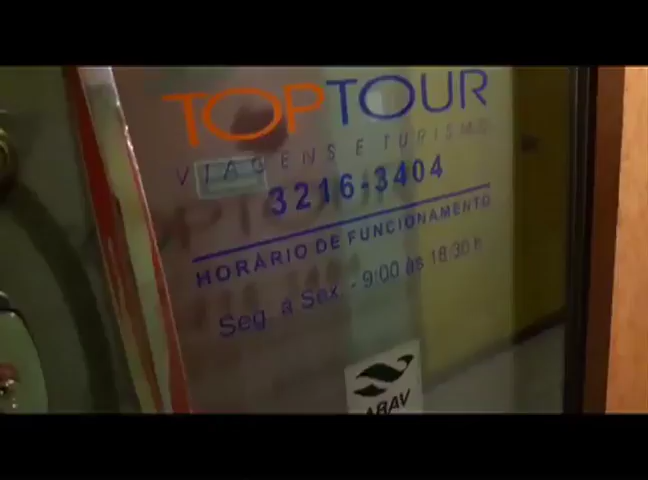 TOPTOUR
VIAGENS E TURISMO
3216-3404
HORÁRIO DE FUNCIONAMENTO
Seg. a Sex. - 9:00 às 18:30 h
ABAV